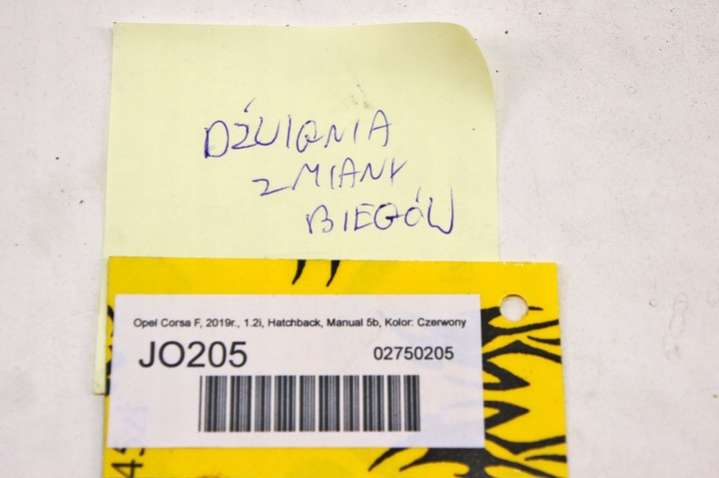 DŹWIGNIA
ZMIANY
BIEGÓW
Opel Corsa F, 2019r., 1.2i, Hatchback, Manual 5b, Kolor: Czerwony
JO205
02750205